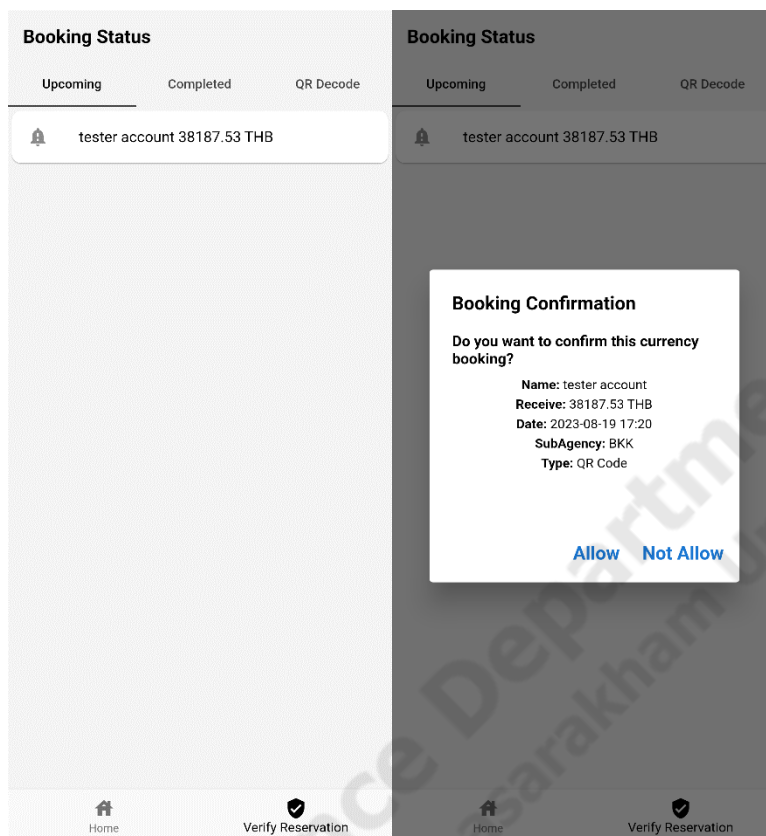 Booking Status
Upcoming Completed QR Decode
tester account 38187.53 THB
Home Verify Reservation
Booking Status
Upcoming Completed QR Decode
tester account 38187.53 THB
Booking Confirmation
Do you want to confirm this currency
booking?
Name: tester account
Receive: 38187.53 THB
Date: 2023-08-19 17:20
SubAgency: BKK
Type: QR Code
Allow Not Allow
Home Verify Reservation